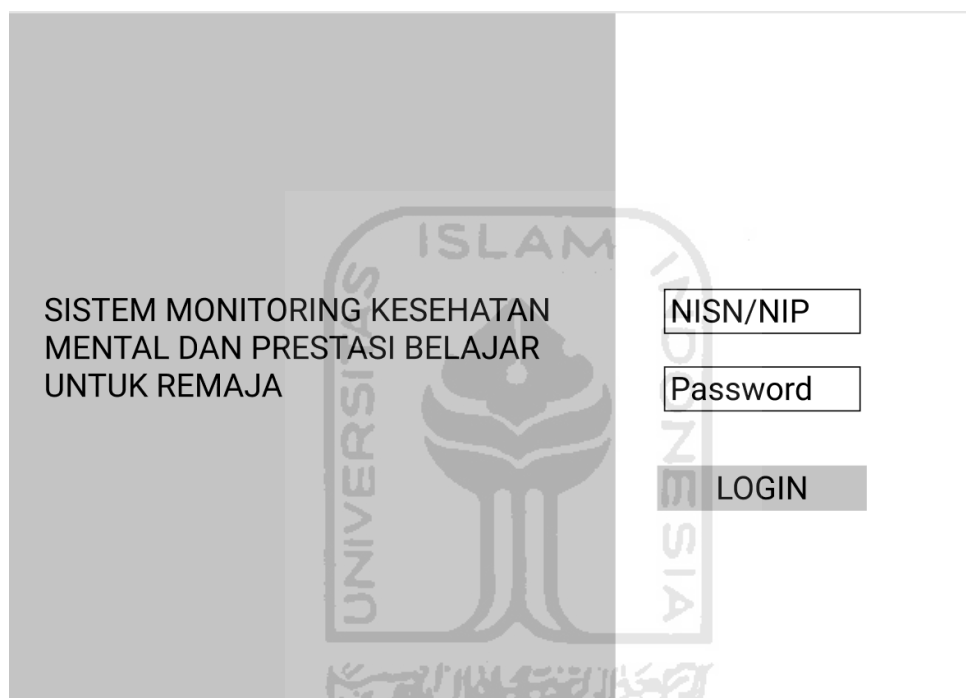 SISTEM MONITORING KESEHATAN
MENTAL DAN PRESTASI BELAJAR
UNTUK REMAJA
NISN/NIP
Password
LOGIN
UNIVERSITAS
ISLAM
INDONESIA